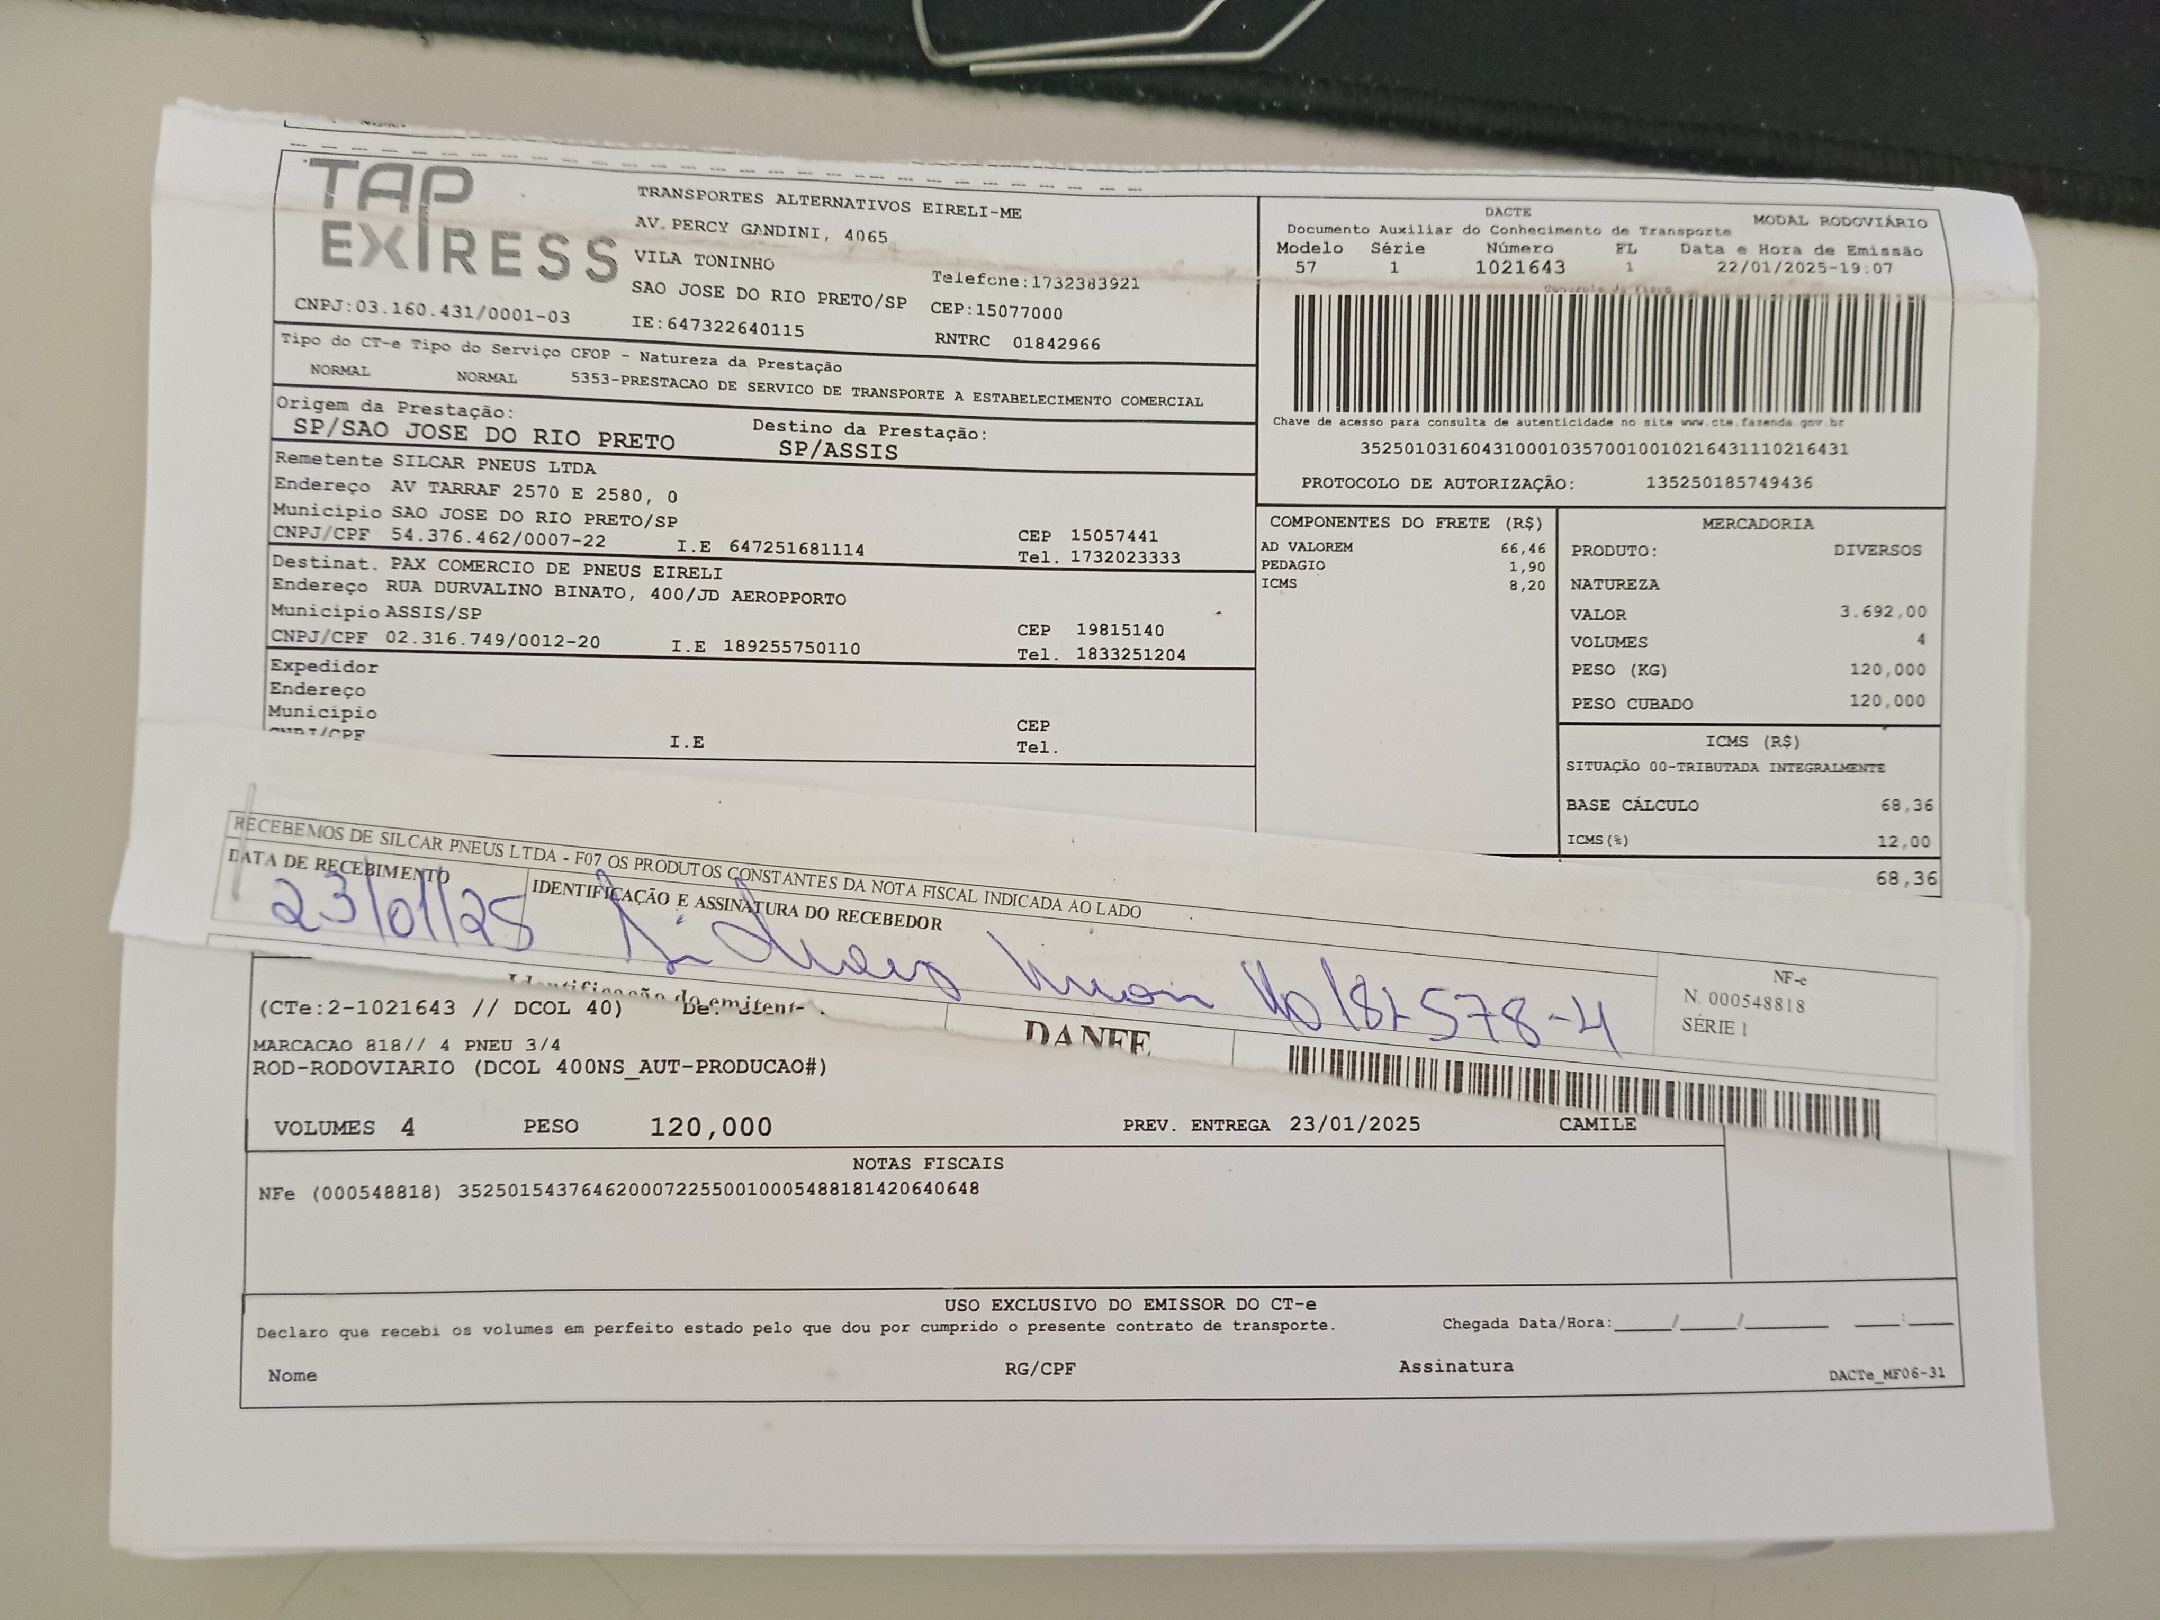 TAP EXPRESS
TRANSPORTES ALTERNATIVOS EIRELI-ME
AV. PERCY GANDINI, 4065
VILA TONINHO
SAO JOSE DO RIO PRETO/SP
Telefone:1732383921
CEP:15077000
CNPJ:03.160.431/0001-03
IE:647322640115
RNTRC 01842966
DACTE
MODAL RODOVIÁRIO
Documento Auxiliar do Conhecimento de Transporte
Modelo Série Número FL Data e Hora de Emissão
57 1 1021643 1 22/01/2025-19:07
Chave de acesso para consulta de autenticidade no site www.cte.fazenda.gov.br
35250103160431000103570010010216431110216431
PROTOCOLO DE AUTORIZAÇÃO: 135250185749436
Tipo do CT-e Tipo do Serviço CFOP - Natureza da Prestação
NORMAL NORMAL 5353-PRESTACAO DE SERVICO DE TRANSPORTE A ESTABELECIMENTO COMERCIAL
Origem da Prestação: Destino da Prestação:
SP/SAO JOSE DO RIO PRETO SP/ASSIS
Remetente SILCAR PNEUS LTDA
Endereço AV TARRAF 2570 E 2580, 0
Município SAO JOSE DO RIO PRETO/SP CEP 15057441
CNPJ/CPF 54.376.462/0007-22 I.E 647251681114 Tel. 1732023333
Destinat. PAX COMERCIO DE PNEUS EIRELI
Endereço RUA DURVALINO BINATO, 400/JD AEROPPORTO
Município ASSIS/SP CEP 19815140
CNPJ/CPF 02.316.749/0012-20 I.E 189255750110 Tel. 1833251204
Expedidor
Endereço
Município CEP
CNPJ/CPF I.E Tel.
COMPONENTES DO FRETE (R$)
AD VALOREM 66,46
PEDAGIO 1,90
ICMS 8,20
MERCADORIA
PRODUTO: DIVERSOS
NATUREZA
VALOR 3.692,00
VOLUMES 4
PESO (KG) 120,000
PESO CUBADO 120,000
ICMS (R$)
SITUAÇÃO 00-TRIBUTADA INTEGRALMENTE
BASE CÁLCULO 68,36
ICMS(%) 12,00
68,36
RECEBEMOS DE SILCAR PNEUS LTDA - F07 OS PRODUTOS CONSTANTES DA NOTA FISCAL INDICADA AO LADO
DATA DE RECEBIMENTO
IDENTIFICAÇÃO E ASSINATURA DO RECEBEDOR
23/01/25
578-4
NF-e
N. 000548818
SÉRIE 1
Identificação do emitente
DANFE
(CTe:2-1021643 // DCOL 40)
MARCACAO 818// 4 PNEU 3/4
ROD-RODOVIARIO (DCOL 400NS_AUT-PRODUCAO#)
VOLUMES 4 PESO 120,000 PREV. ENTREGA 23/01/2025 CAMILE
NOTAS FISCAIS
NFe (000548818) 35250154376462000722550010005488181420640648
USO EXCLUSIVO DO EMISSOR DO CT-e
Declaro que recebi os volumes em perfeito estado pelo que dou por cumprido o presente contrato de transporte. Chegada Data/Hora:____/____/______ ___:___
Nome RG/CPF Assinatura DACTe_MF06-31